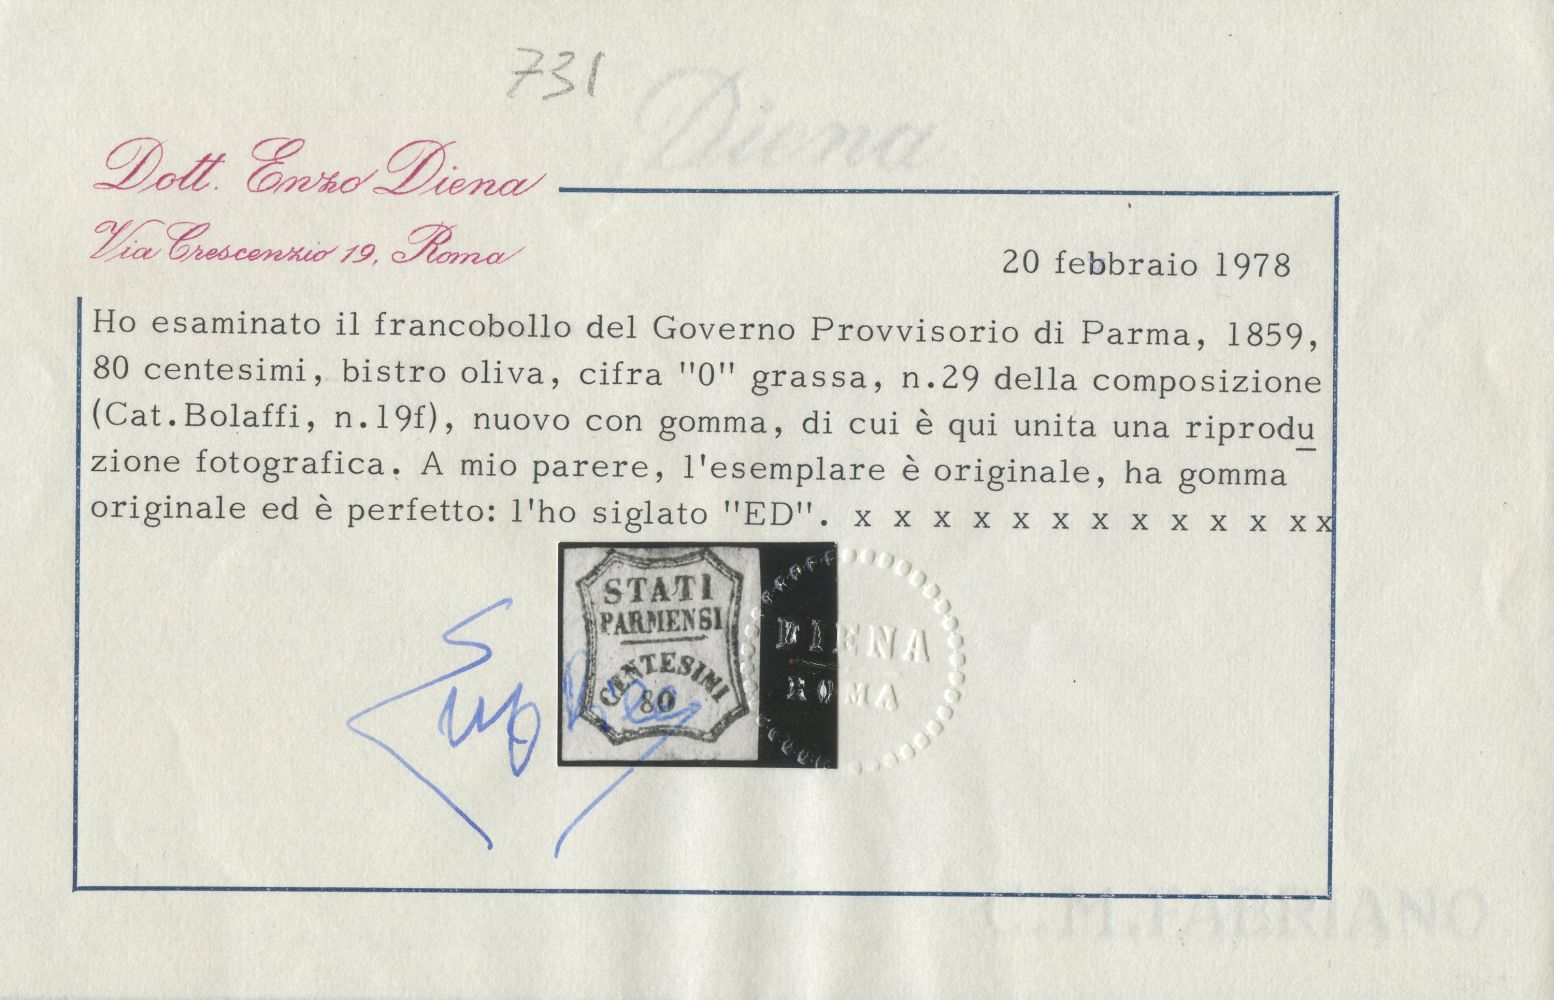 731
Diena
Dott. Enzo Diena
Via Crescenzio 19, Roma
20 febbraio 1978
Ho esaminato il francobollo del Governo Provvisorio di Parma, 1859,
80 centesimi, bistro oliva, cifra "0" grassa, n.29 della composizione
(Cat.Bolaffi, n.19f), nuovo con gomma, di cui è qui unita una riprodu
zione fotografica. A mio parere, l'esemplare è originale, ha gomma
originale ed è perfetto: l'ho siglato "ED". x x x x x x x x x x x x x
STATI
PARMENSI
CENTESIMI
80
DIENA
ROMA
C.M.FABRIANO